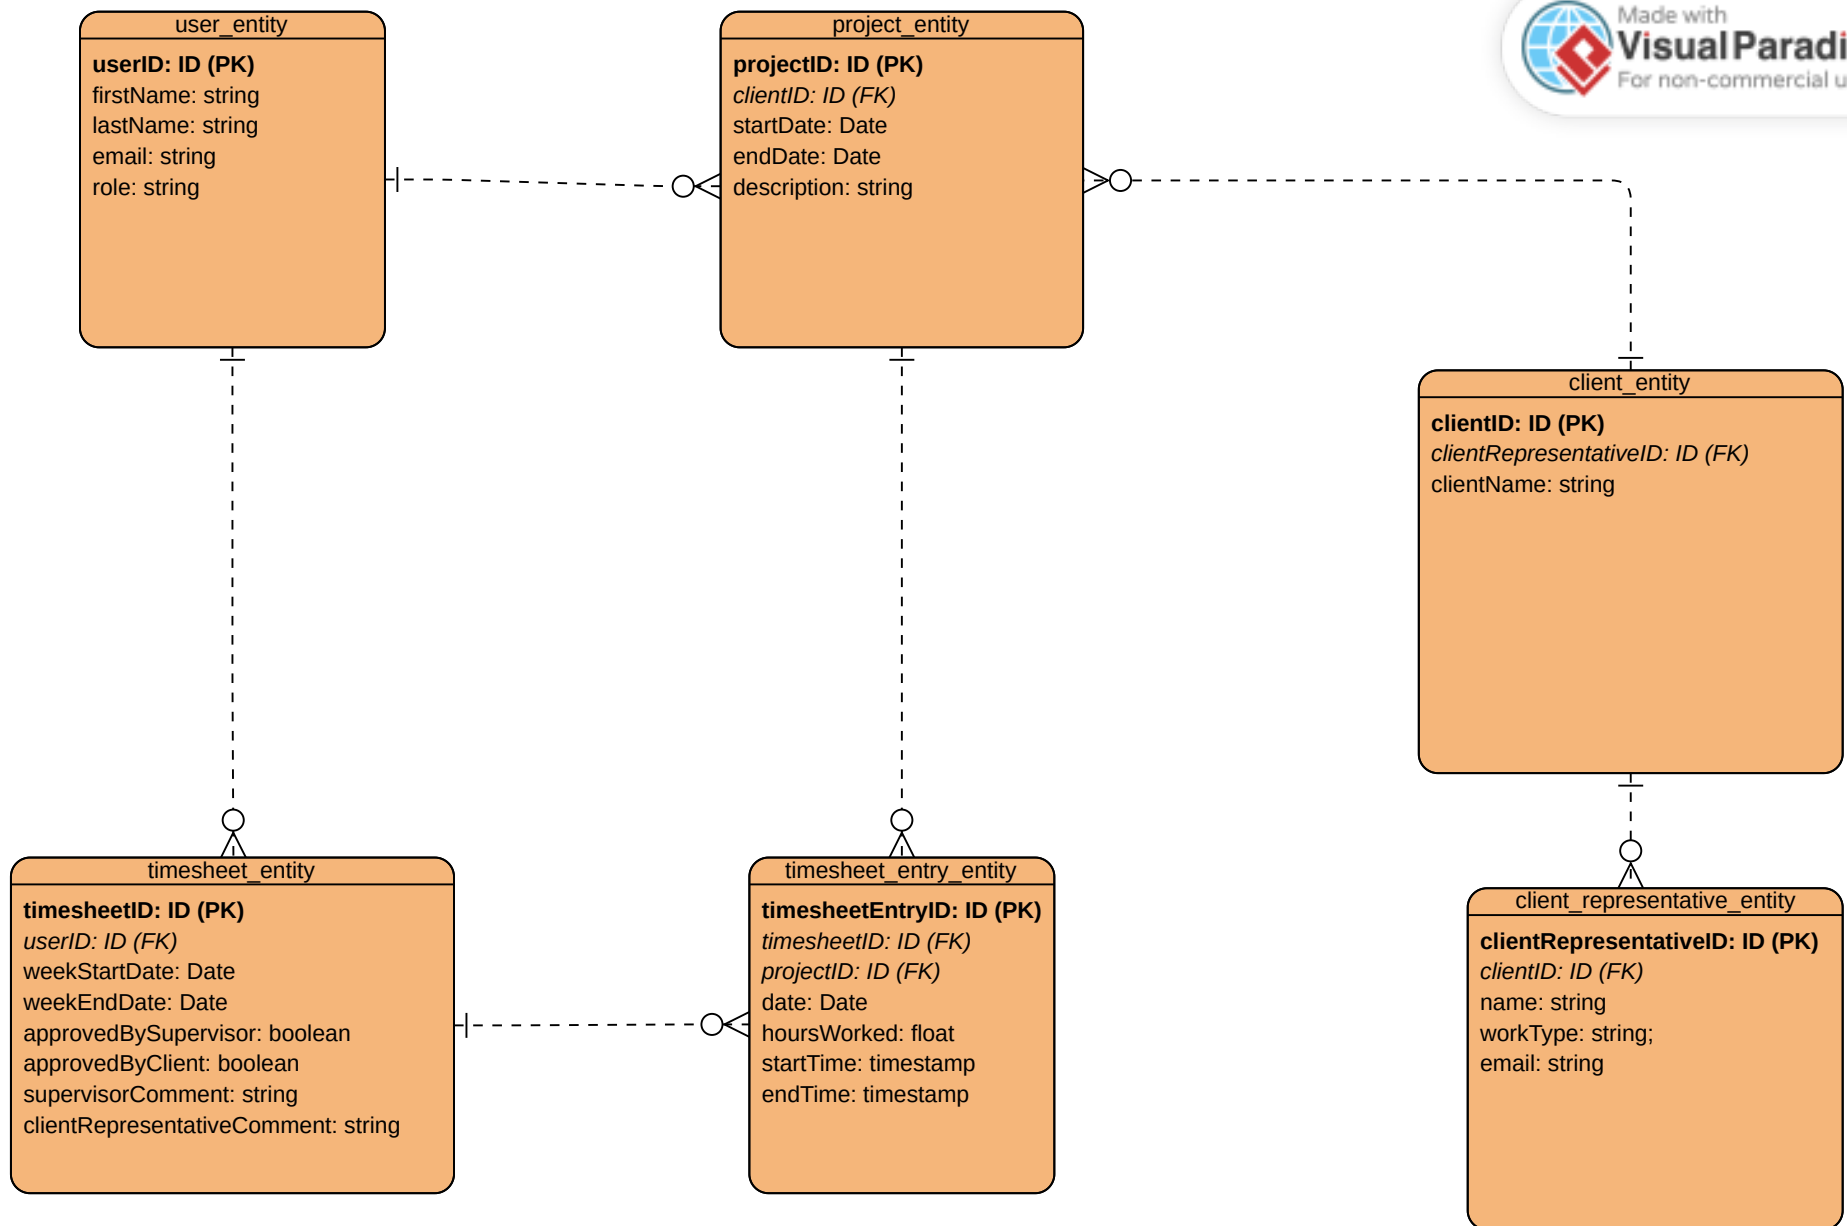 user_entity
userID: ID (PK)
firstName: string
lastName: string
email: string
role: string
project_entity
projectID: ID (PK)
clientID: ID (FK)
startDate: Date
endDate: Date
description: string
Made with
Visual Paradi
For non-commercial u
client_entity
clientID: ID (PK)
clientRepresentativeID: ID (FK)
clientName: string
timesheet_entity
timesheetID: ID (PK)
userID: ID (FK)
weekStartDate: Date
weekEndDate: Date
approvedBySupervisor: boolean
approvedByClient: boolean
supervisorComment: string
clientRepresentativeComment: string
timesheet_entry_entity
timesheetEntryID: ID (PK)
timesheetID: ID (FK)
projectID: ID (FK)
date: Date
hoursWorked: float
startTime: timestamp
endTime: timestamp
client_representative_entity
clientRepresentativeID: ID (PK)
clientID: ID (FK)
name: string
workType: string;
email: string